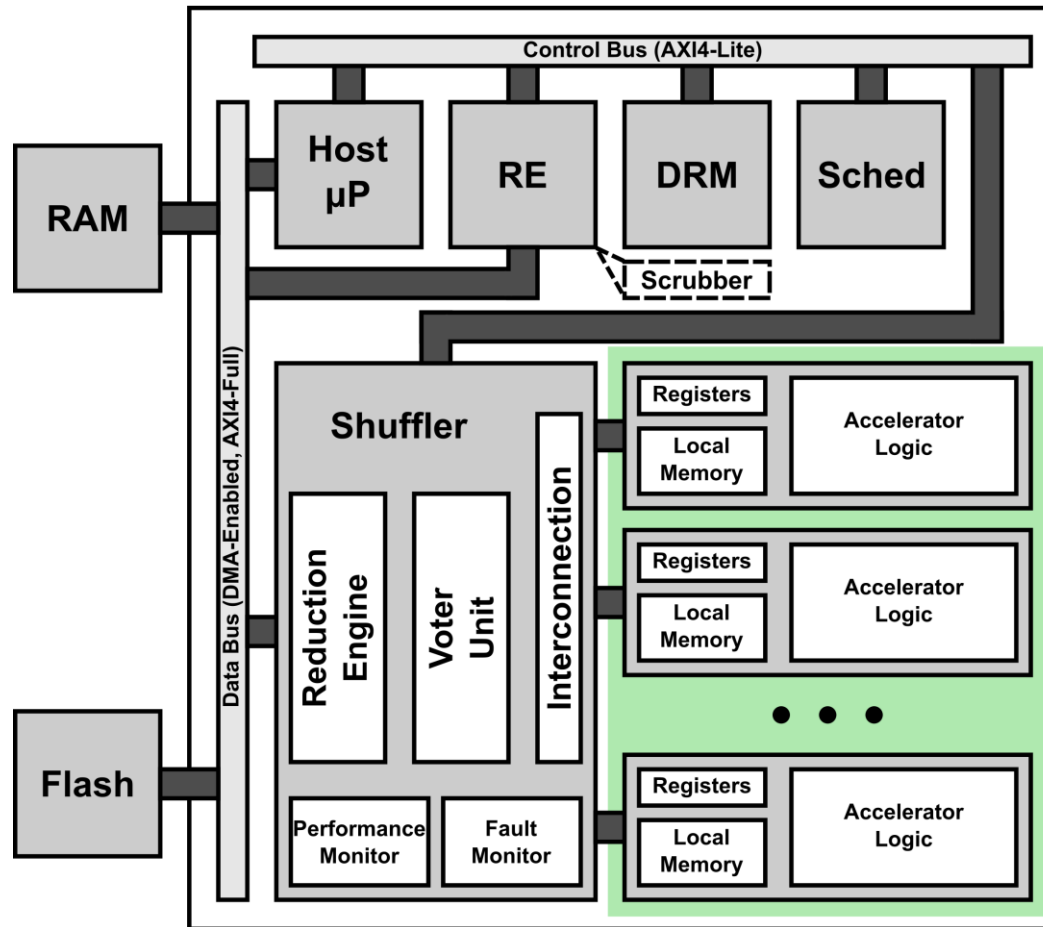 Control Bus (AXI4-Lite)
RAM
Host
µP
RE
DRM
Sched
Scrubber
Data Bus (DMA-Enabled, AXI4-Full)
Shuffler
Reduction
Engine
Voter
Unit
Interconnection
Performance
Monitor
Fault
Monitor
Flash
Registers
Local
Memory
Accelerator
Logic
Registers
Local
Memory
Accelerator
Logic
• • •
Registers
Local
Memory
Accelerator
Logic